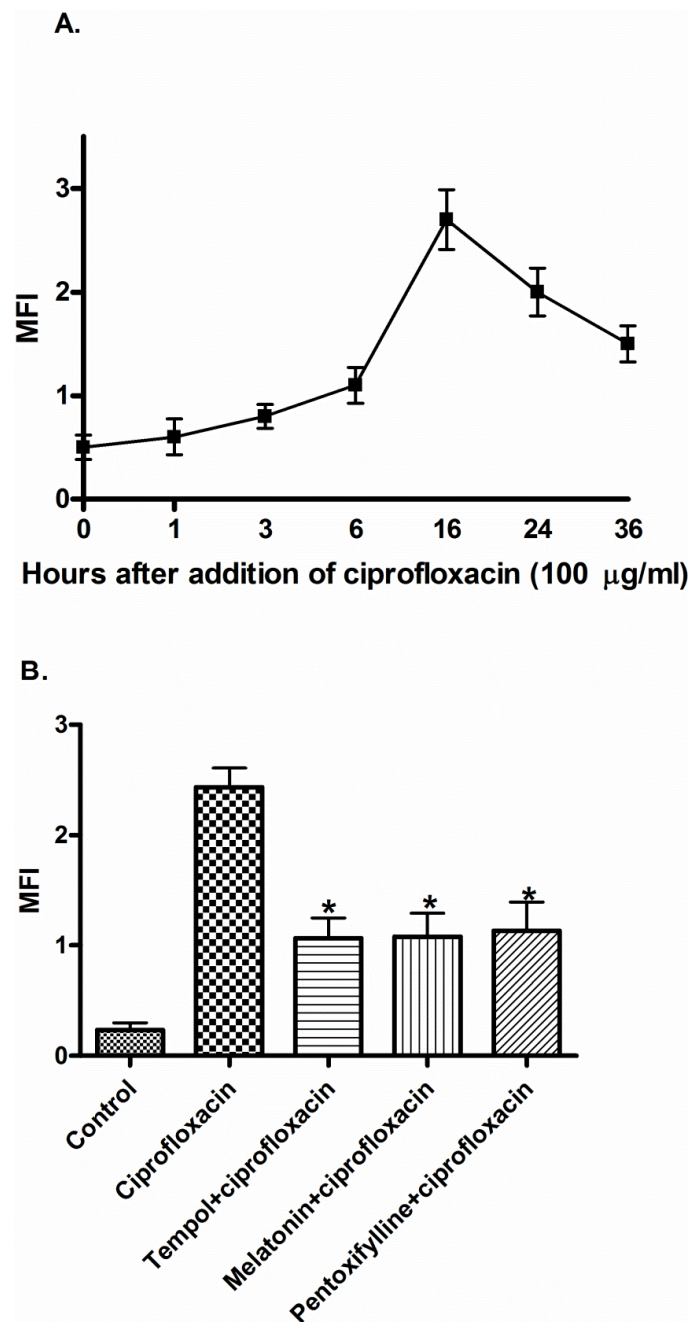 A.
3
2
1
0
MFI
0 1 3 6 16 24 36
Hours after addition of ciprofloxacin (100 μg/ml)
B.
3
2
1
0
MFI
* * *
Control
Ciprofloxacin
Tempol+ciprofloxacin
Melatonin+ciprofloxacin
Pentoxifylline+ciprofloxacin